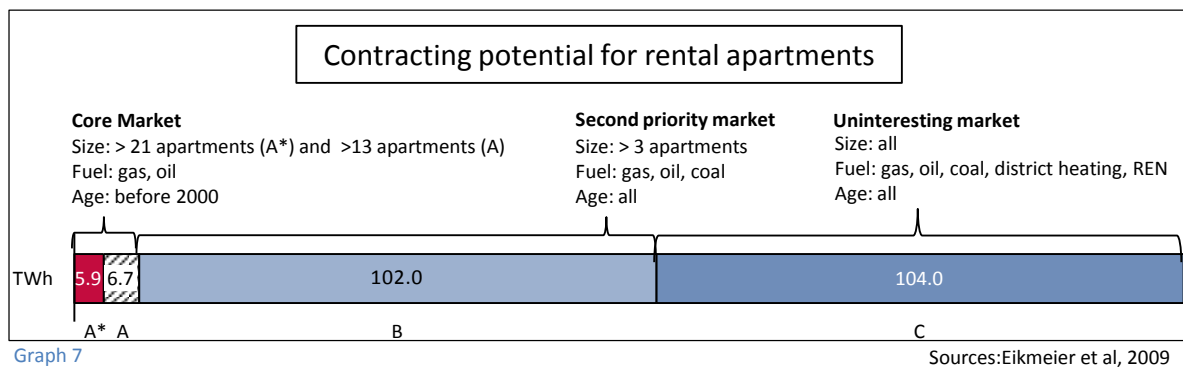 Contracting potential for rental apartments
Core Market
Size: > 21 apartments (A*) and >13 apartments (A)
Fuel: gas, oil
Age: before 2000
Second priority market
Size: > 3 apartments
Fuel: gas, oil, coal
Age: all
Uninteresting market
Size: all
Fuel: gas, oil, coal, district heating, REN
Age: all
TWh 5.9 6.7 102.0 104.0
A* A B C
Graph 7
Sources:Eikmeier et al, 2009